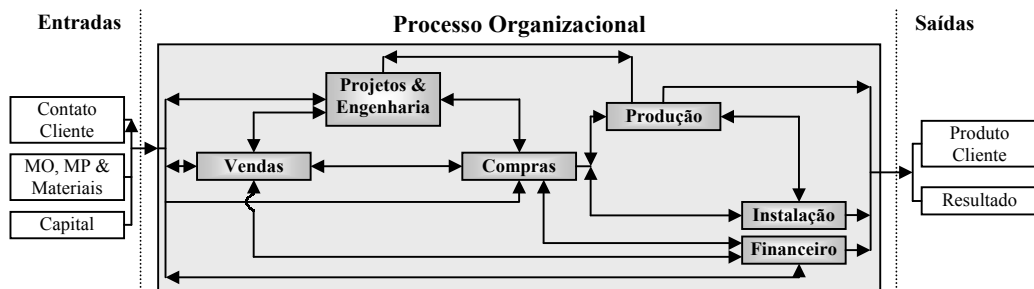 Entradas
Processo Organizacional
Saídas
Contato
Cliente
MO, MP &
Materiais
Capital
Projetos &
Engenharia
Vendas
Compras
Produção
Instalação
Financeiro
Produto
Cliente
Resultado